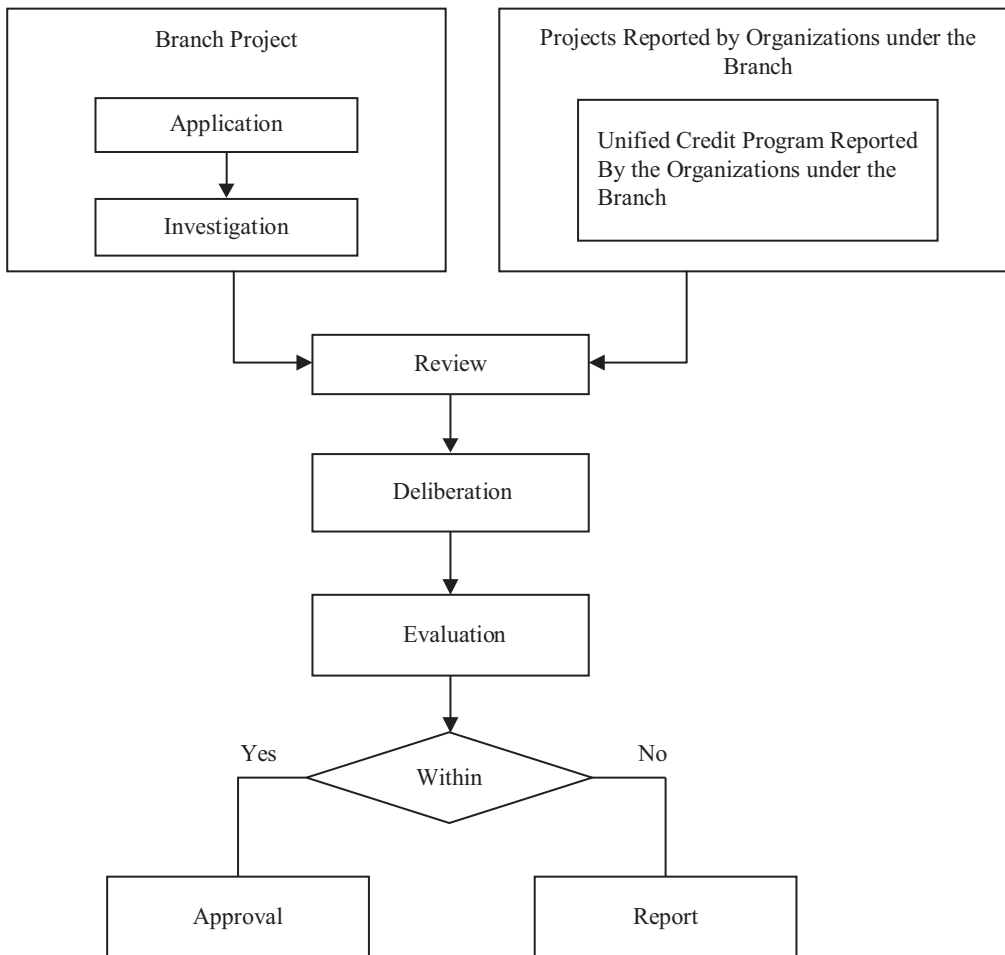 Branch Project
Application
Investigation
Projects Reported by Organizations under the
Branch
Unified Credit Program Reported
By the Organizations under the
Branch
Review
Deliberation
Evaluation
Yes
Within
No
Approval
Report